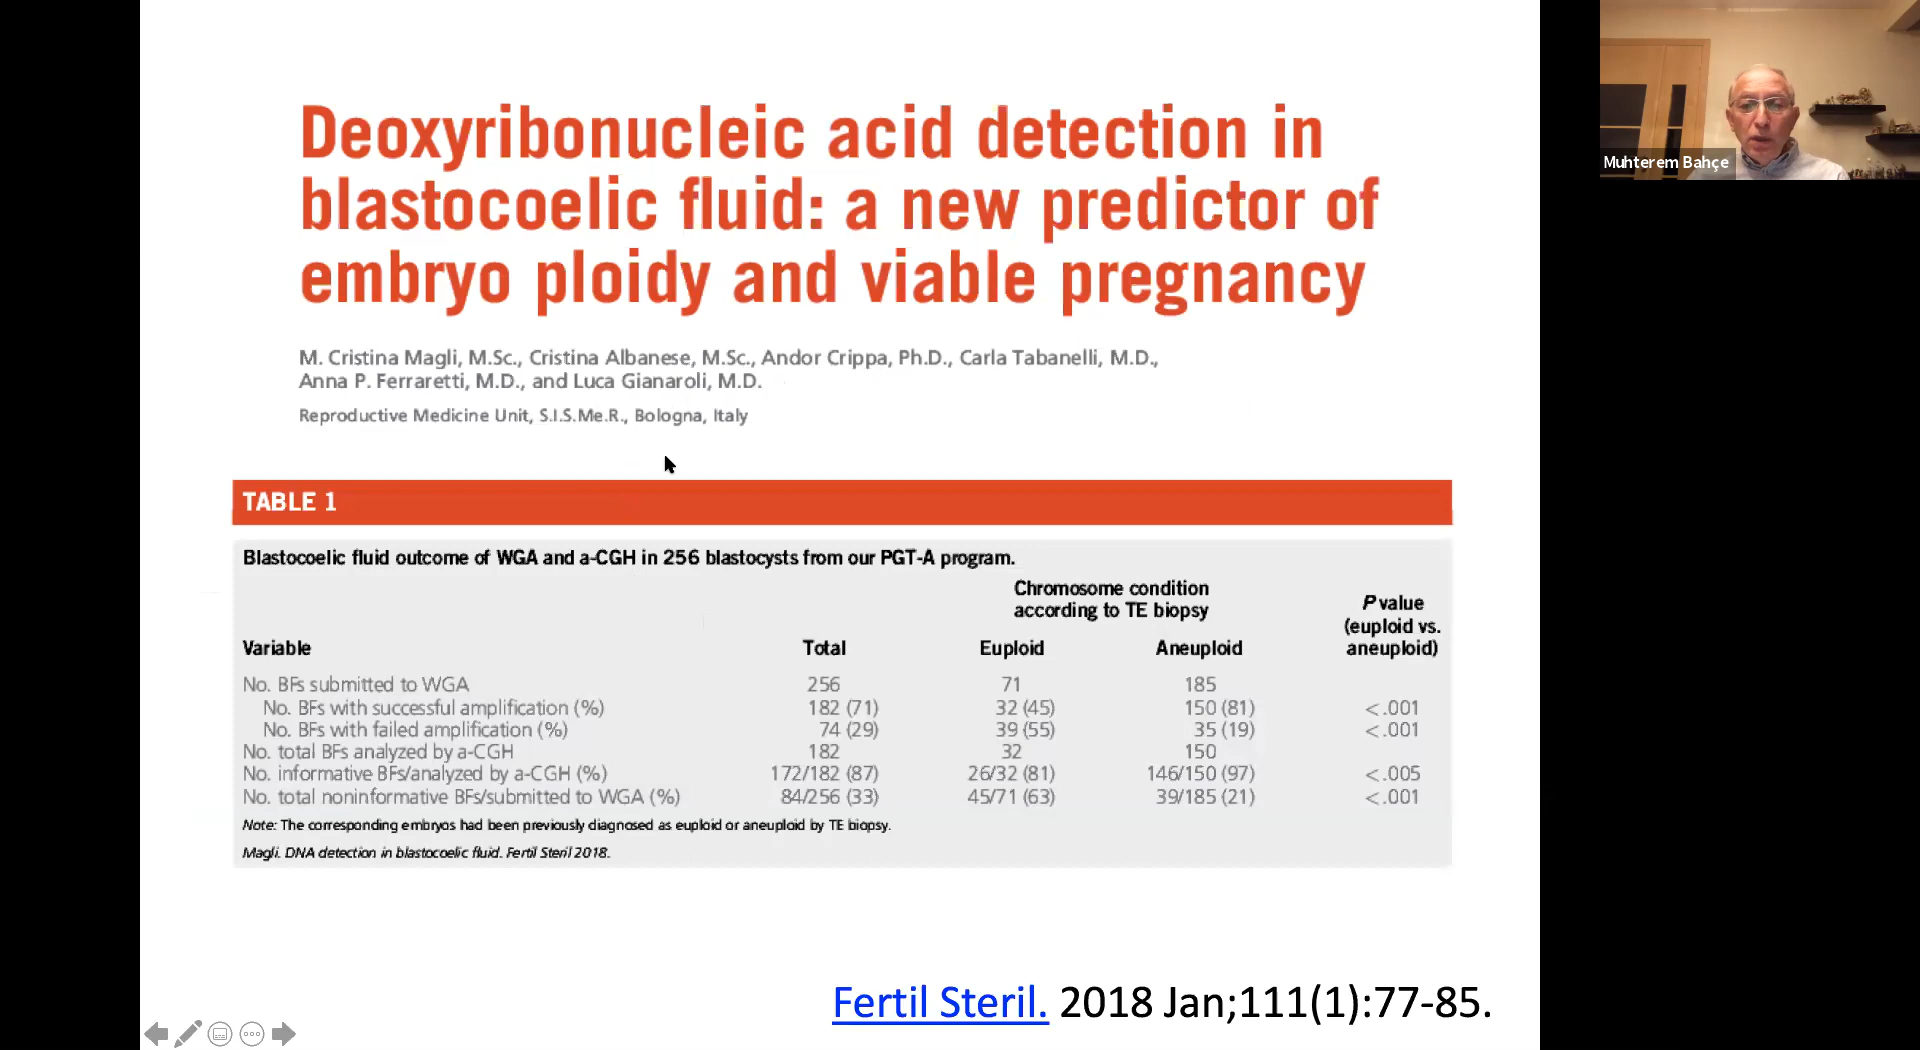 Deoxyribonucleic acid detection in
blastocoelic fluid: a new predictor of
embryo ploidy and viable pregnancy
M. Cristina Magli, M.Sc., Cristina Albanese, M.Sc., Andor Crippa, Ph.D., Carla Tabanelli, M.D.,
Anna P. Ferraretti, M.D., and Luca Gianaroli, M.D.
Reproductive Medicine Unit, S.I.S.Me.R., Bologna, Italy
TABLE 1
Blastocoelic fluid outcome of WGA and a-CGH in 256 blastocysts from our PGT-A program.
Chromosome condition
according to TE biopsy
P value
(euploid vs.
aneuploid)
Variable Total Euploid Aneuploid
No. BFs submitted to WGA 256 71 185
No. BFs with successful amplification (%) 182 (71) 32 (45) 150 (81) <.001
No. BFs with failed amplification (%) 74 (29) 39 (55) 35 (19) <.001
No. total BFs analyzed by a-CGH 182 32 150
No. informative BFs/analyzed by a-CGH (%) 172/182 (87) 26/32 (81) 146/150 (97) <.005
No. total noninformative BFs/submitted to WGA (%) 84/256 (33) 45/71 (63) 39/185 (21) <.001
Note: The corresponding embryos had been previously diagnosed as euploid or aneuploid by TE biopsy.
Magli. DNA detection in blastocoelic fluid. Fertil Steril 2018.
Fertil Steril. 2018 Jan;111(1):77-85.
Muhterem Bahçe